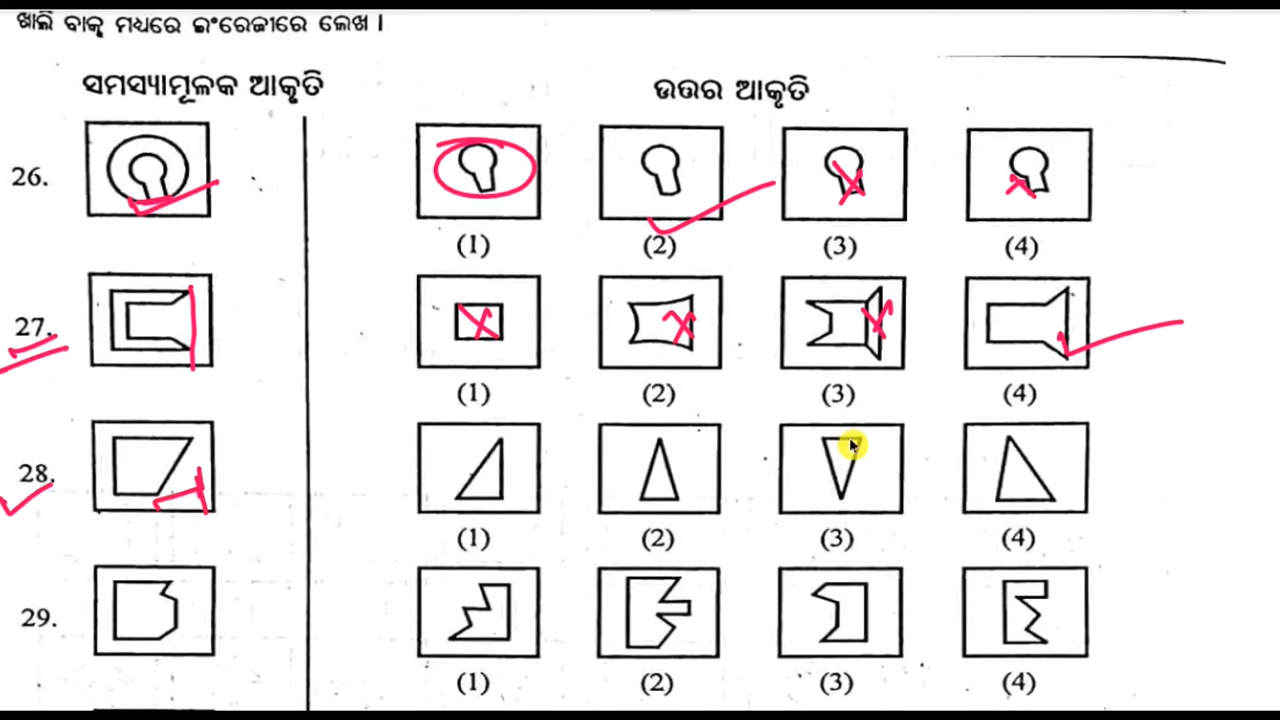 ଖାଲି ବାକ୍ସ ମଧ୍ୟରେ ଇଂରେଜୀରେ ଲେଖ ।
ସମସ୍ୟାମୂଳକ ଆକୃତି ଉତ୍ତର ଆକୃତି
26.
(1) (2) (3) (4)
27.
(1) (2) (3) (4)
28.
(1) (2) (3) (4)
29.
(1) (2) (3) (4)